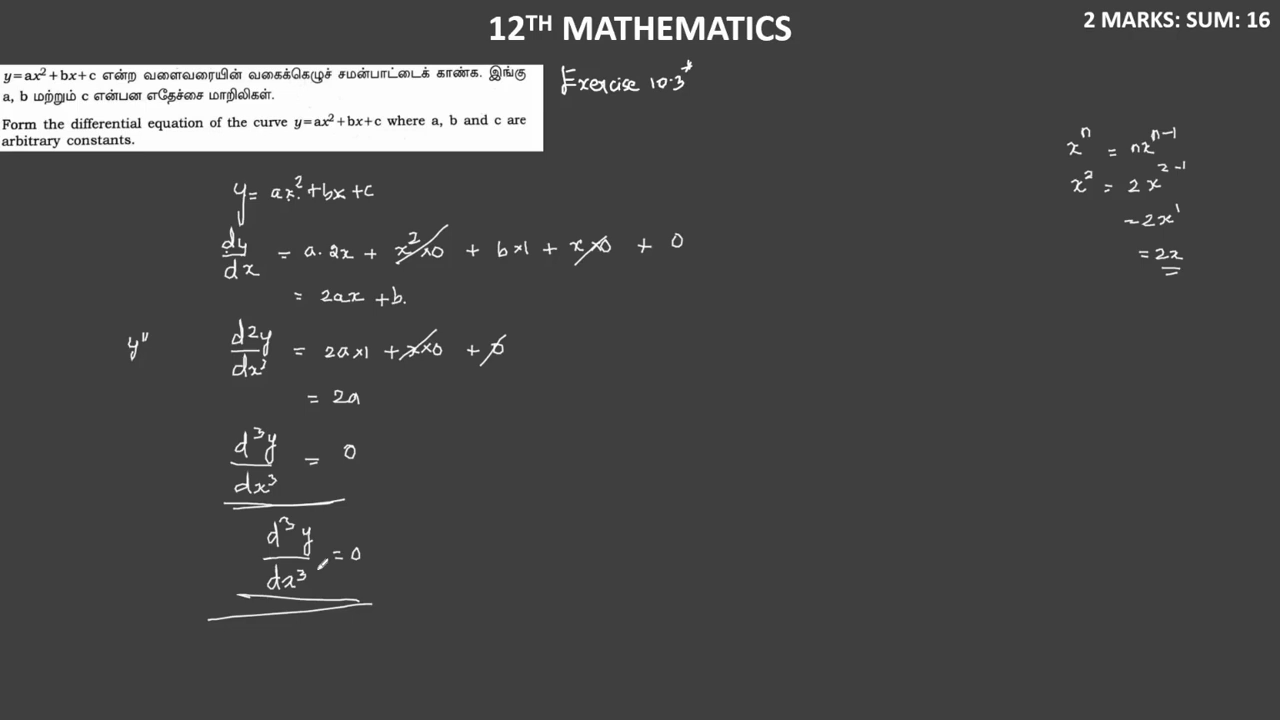 12TH MATHEMATICS
2 MARKS: SUM: 16
y=ax²+bx+c என்ற வளைவரையின் வகைக்கெழுச் சமன்பாட்டைக் காண்க. இங்கு
a, b மற்றும் c என்பன எதேச்சை மாறிலிகள்.
Form the differential equation of the curve y=ax²+bx+c where a, b and c are
arbitrary constants.
Exercise 10.3*
y = ax²+bx+c
dy/dx = a.2x + x²×0 + b×1 + x×0 + 0
= 2ax +b.
y'' d2y/dx² = 2a×1 + x×0 + 0
= 2a
d³y/dx³ = 0
d³y/dx³ = 0
xⁿ = nxⁿ⁻¹
x² = 2x²⁻¹
= 2x¹
= 2x